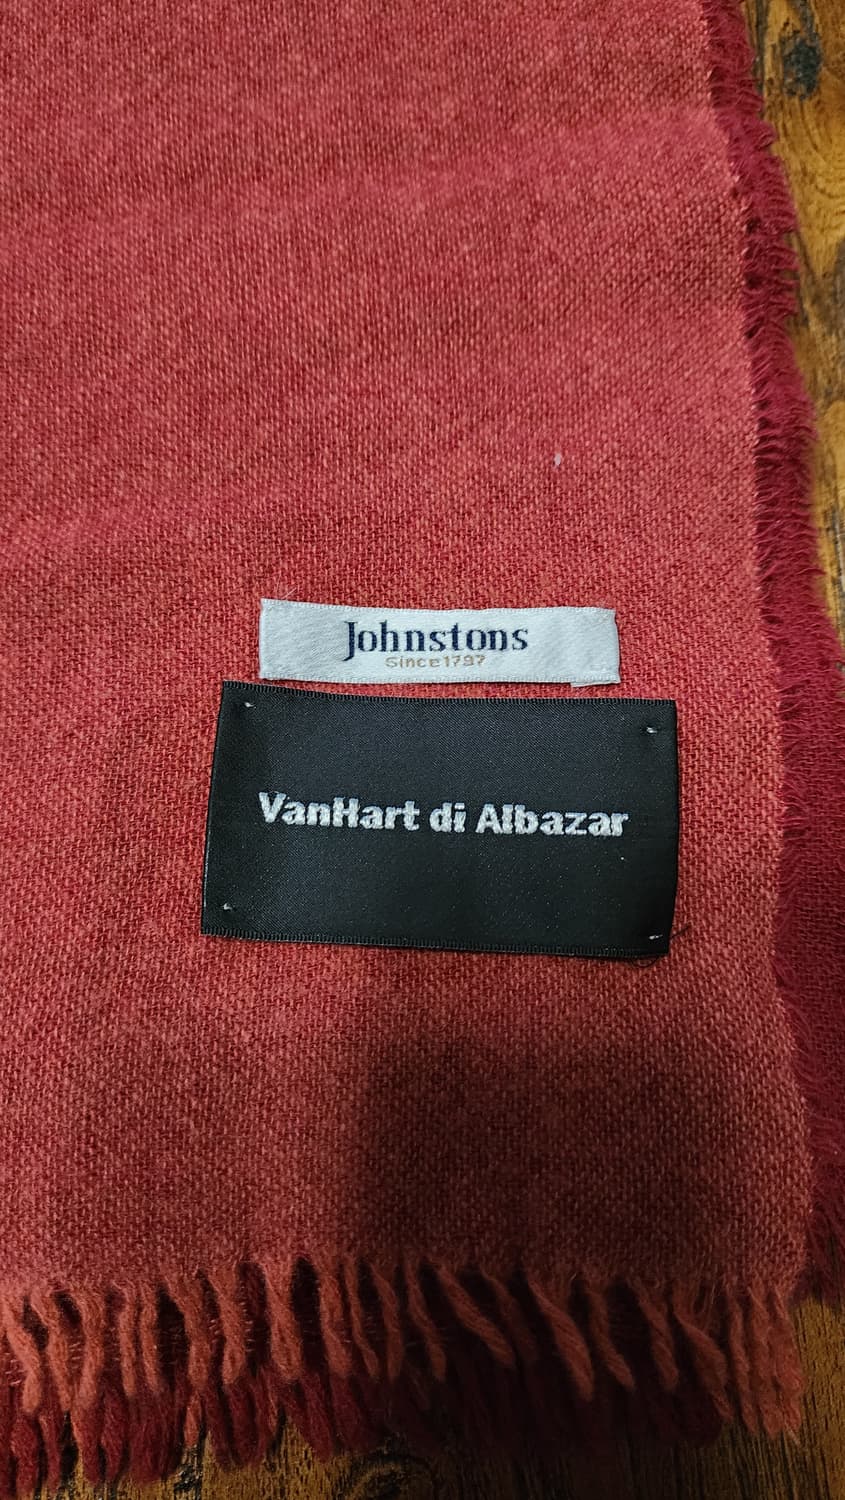 Johnstons
Since1797
VanHart di Albazar